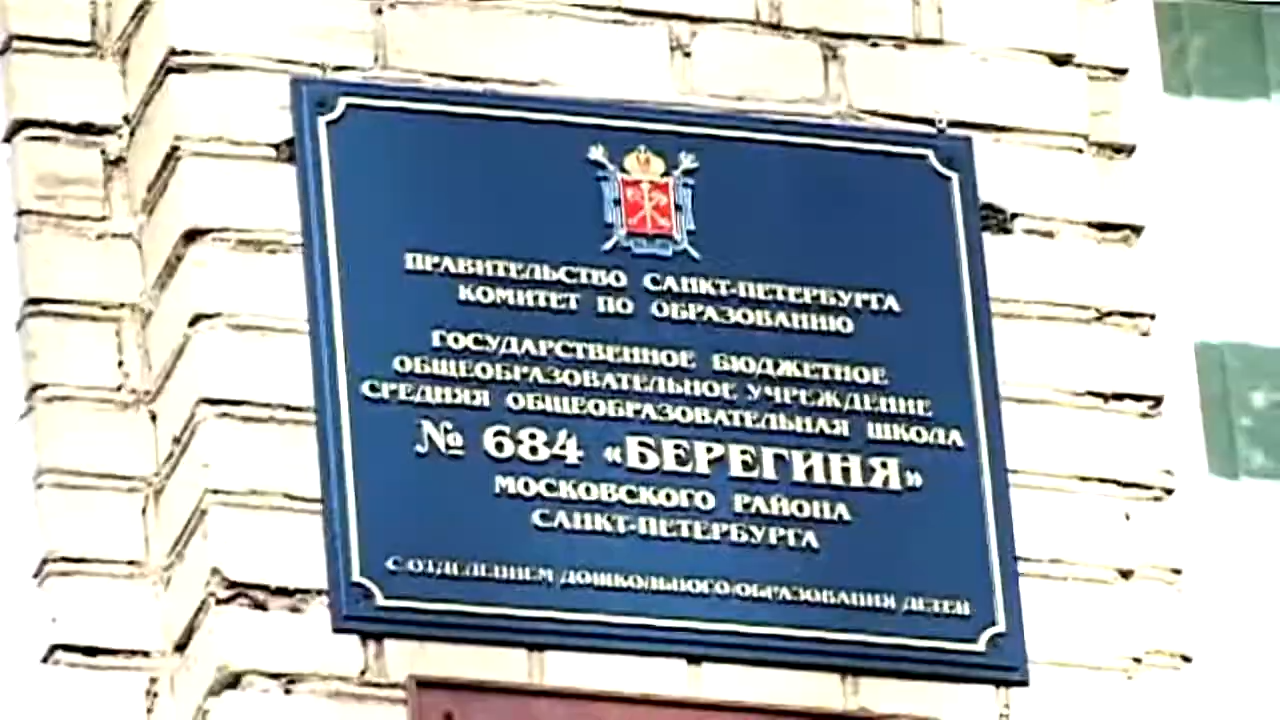 ПРАВИТЕЛЬСТВО САНКТ-ПЕТЕРБУРГА
КОМИТЕТ ПО ОБРАЗОВАНИЮ
ГОСУДАРСТВЕННОЕ БЮДЖЕТНОЕ
ОБЩЕОБРАЗОВАТЕЛЬНОЕ УЧРЕЖДЕНИЕ
СРЕДНЯЯ ОБЩЕОБРАЗОВАТЕЛЬНАЯ ШКОЛА
№ 684 «БЕРЕГИНЯ»
МОСКОВСКОГО РАЙОНА
САНКТ-ПЕТЕРБУРГА
С ОТДЕЛЕНИЕМ ДОШКОЛЬНОГО ОБРАЗОВАНИЯ ДЕТЕЙ